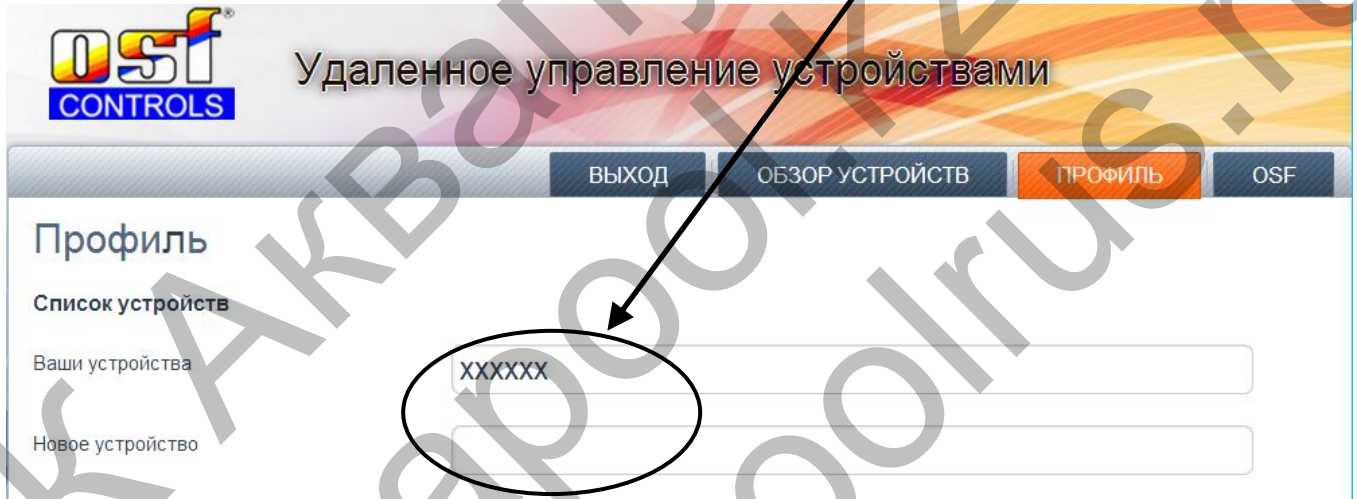 osf
CONTROLS
Удаленное управление устройствами
ВЫХОД
ОБЗОР УСТРОЙСТВ
ПРОФИЛЬ
OSF
Профиль
Список устройств
Ваши устройства
XXXXXX
Новое устройство